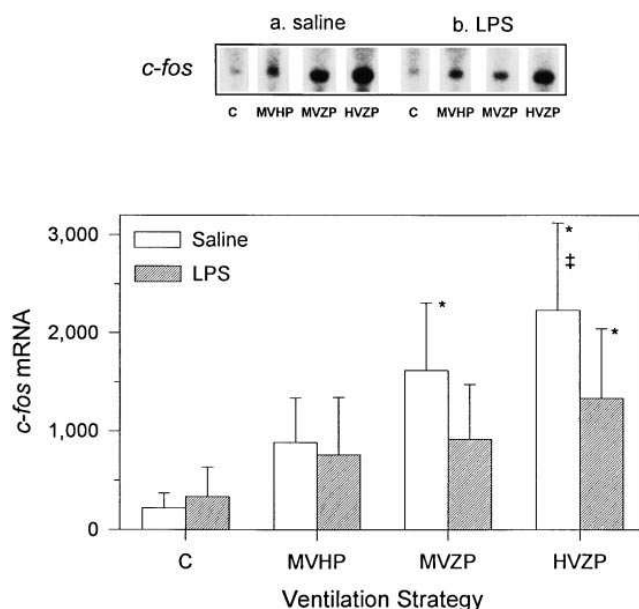 a. saline b. LPS
c-fos
C MVHP MVZP HVZP C MVHP MVZP HVZP
Saline
LPS
*
‡
*
*
3,000
2,000
1,000
0
c-fos mRNA
C MVHP MVZP HVZP
Ventilation Strategy